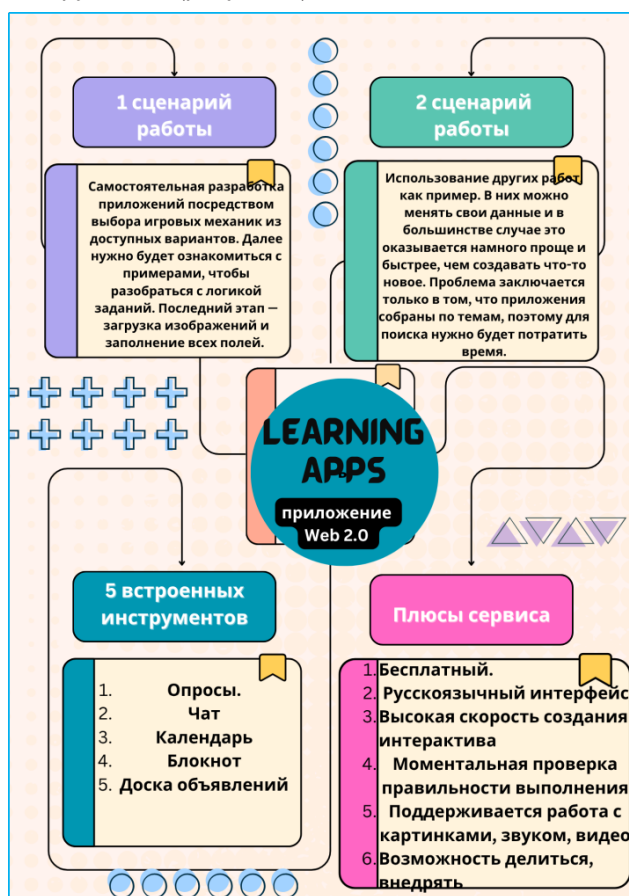 1 сценарий
работы
Самостоятельная разработка
приложений посредством
выбора игровых механик из
доступных вариантов. Далее
нужно будет ознакомиться с
примерами, чтобы
разобраться с логикой
заданий. Последний этап —
загрузка изображений и
заполнение всех полей.
2 сценарий
работы
Использование других работ
как пример. В них можно
менять свои данные и в
большинстве случае это
оказывается намного проще и
быстрее, чем создавать что-то
новое. Проблема заключается
только в том, что приложения
собраны по темам, поэтому для
поиска нужно будет потратить
время.
LEARNING
APPS
приложение
Web 2.0
5 встроенных
инструментов
1. Опросы.
2. Чат
3. Календарь
4. Блокнот
5. Доска объявлений
Плюсы сервиса
1. Бесплатный.
2. Русскоязычный интерфейс
3. Высокая скорость создания
интерактива
4. Моментальная проверка
правильности выполнения
5. Поддерживается работа с
картинками, звуком, видео
6. Возможность делиться,
внедрять